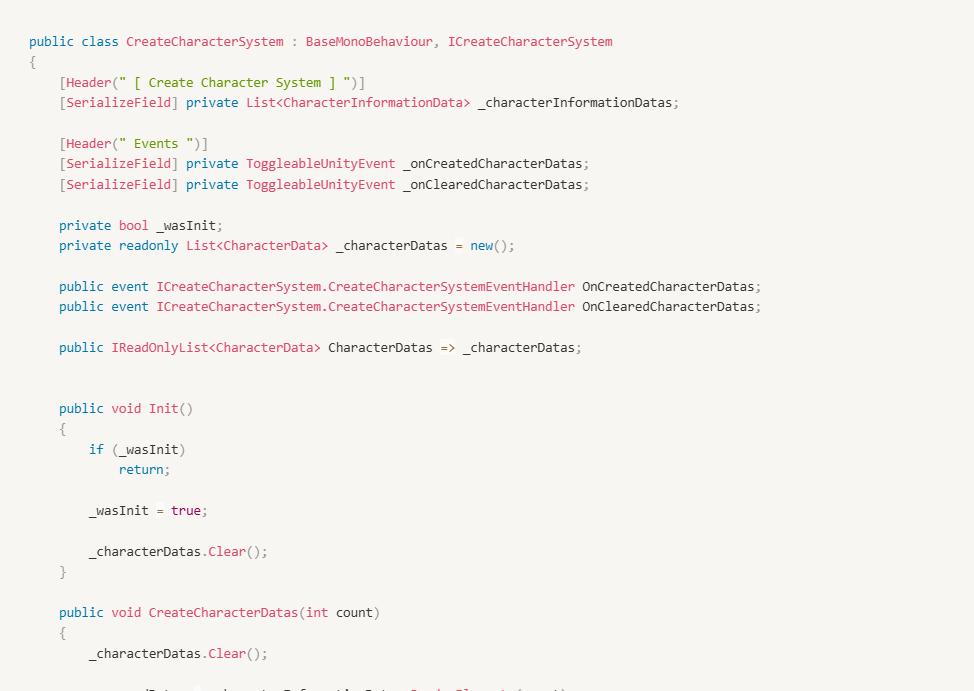 public class CreateCharacterSystem : BaseMonoBehaviour, ICreateCharacterSystem
{
[Header(" [ Create Character System ] ")]
[SerializeField] private List<CharacterInformationData> _characterInformationDatas;
[Header(" Events ")]
[SerializeField] private ToggleableUnityEvent _onCreatedCharacterDatas;
[SerializeField] private ToggleableUnityEvent _onClearedCharacterDatas;
private bool _wasInit;
private readonly List<CharacterData> _characterDatas = new();
public event ICreateCharacterSystem.CreateCharacterSystemEventHandler OnCreatedCharacterDatas;
public event ICreateCharacterSystem.CreateCharacterSystemEventHandler OnClearedCharacterDatas;
public IReadOnlyList<CharacterData> CharacterDatas => _characterDatas;
public void Init()
{
if (_wasInit)
return;
_wasInit = true;
_characterDatas.Clear();
}
public void CreateCharacterDatas(int count)
{
_characterDatas.Clear();